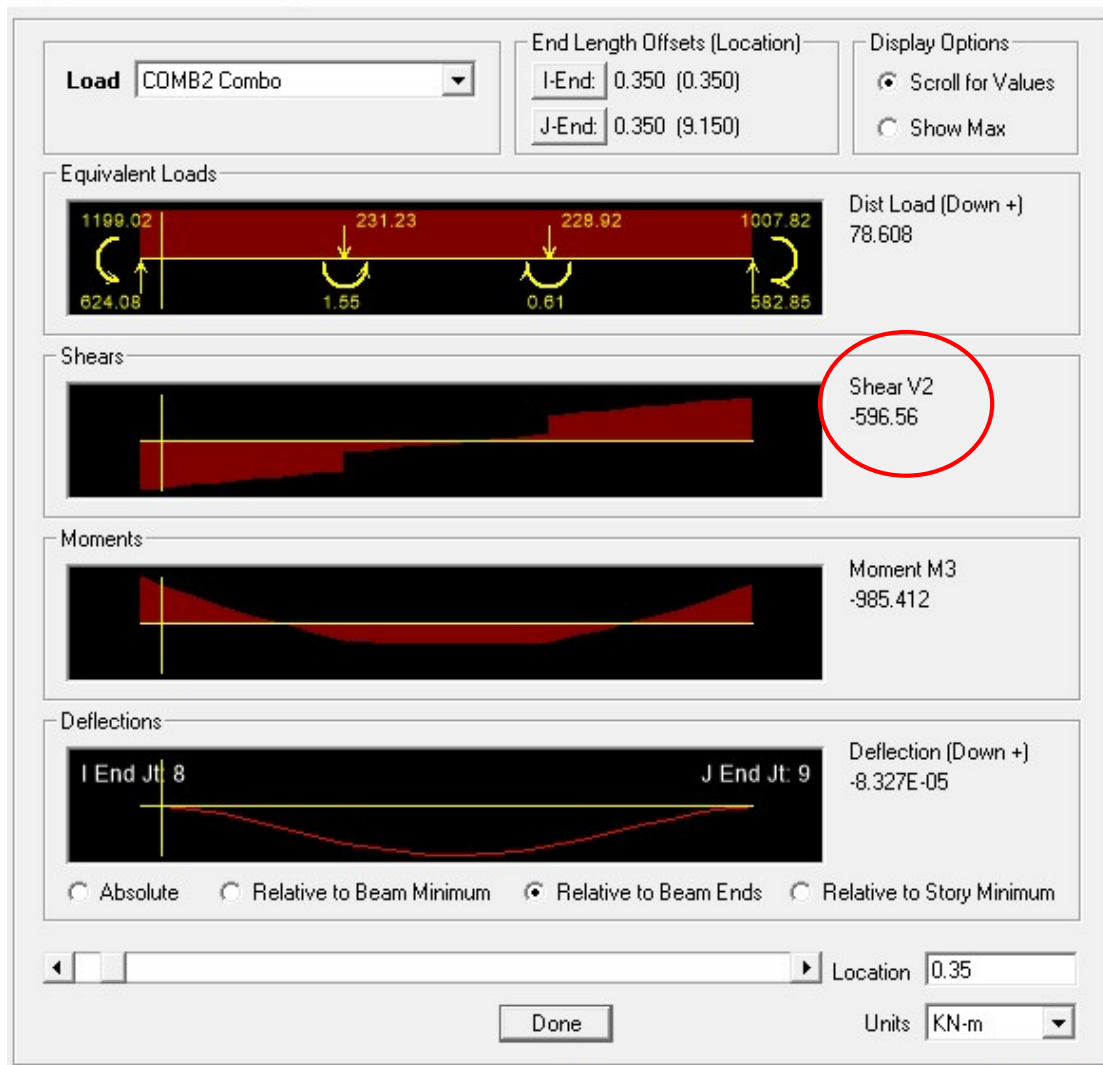 End Length Offsets (Location)
Display Options
Load COMB2 Combo
I-End: 0.350 (0.350)
Scroll for Values
J-End: 0.350 (9.150)
Show Max
Equivalent Loads
Dist Load (Down +)
1199.02 231.23 228.92 1007.82
78.608
624.08 1.55 0.61 582.85
Shears
Shear V2
-596.56
Moments
Moment M3
-985.412
Deflections
Deflection (Down +)
I End Jt: 8 J End Jt: 9
-8.327E-05
Absolute Relative to Beam Minimum Relative to Beam Ends Relative to Story Minimum
Location 0.35
Done Units KN-m